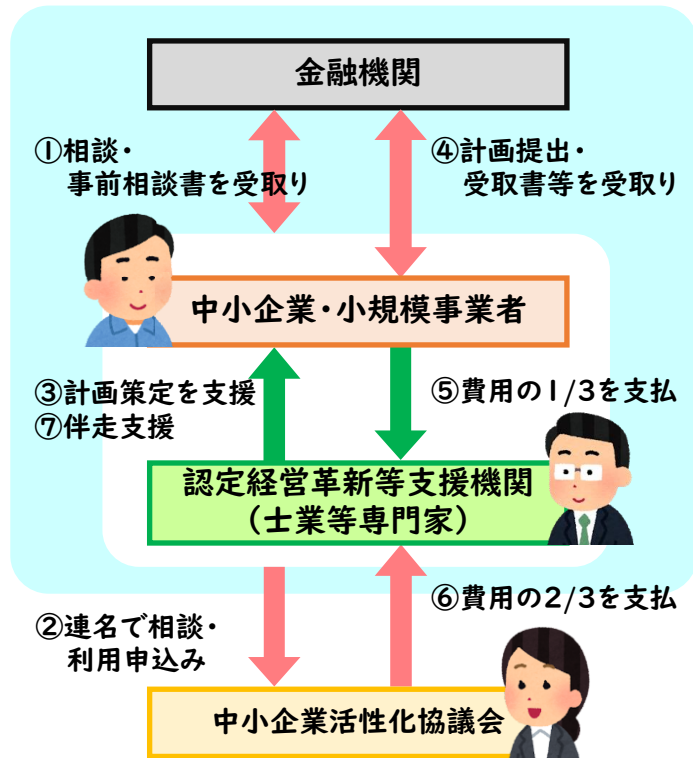 金融機関
①相談・
事前相談書を受取り
④計画提出・
受取書等を受取り
中小企業・小規模事業者
③計画策定を支援
⑦伴走支援
⑤費用の1/3を支払
認定経営革新等支援機関
(士業等専門家)
②連名で相談・
利用申込み
⑥費用の2/3を支払
中小企業活性化協議会